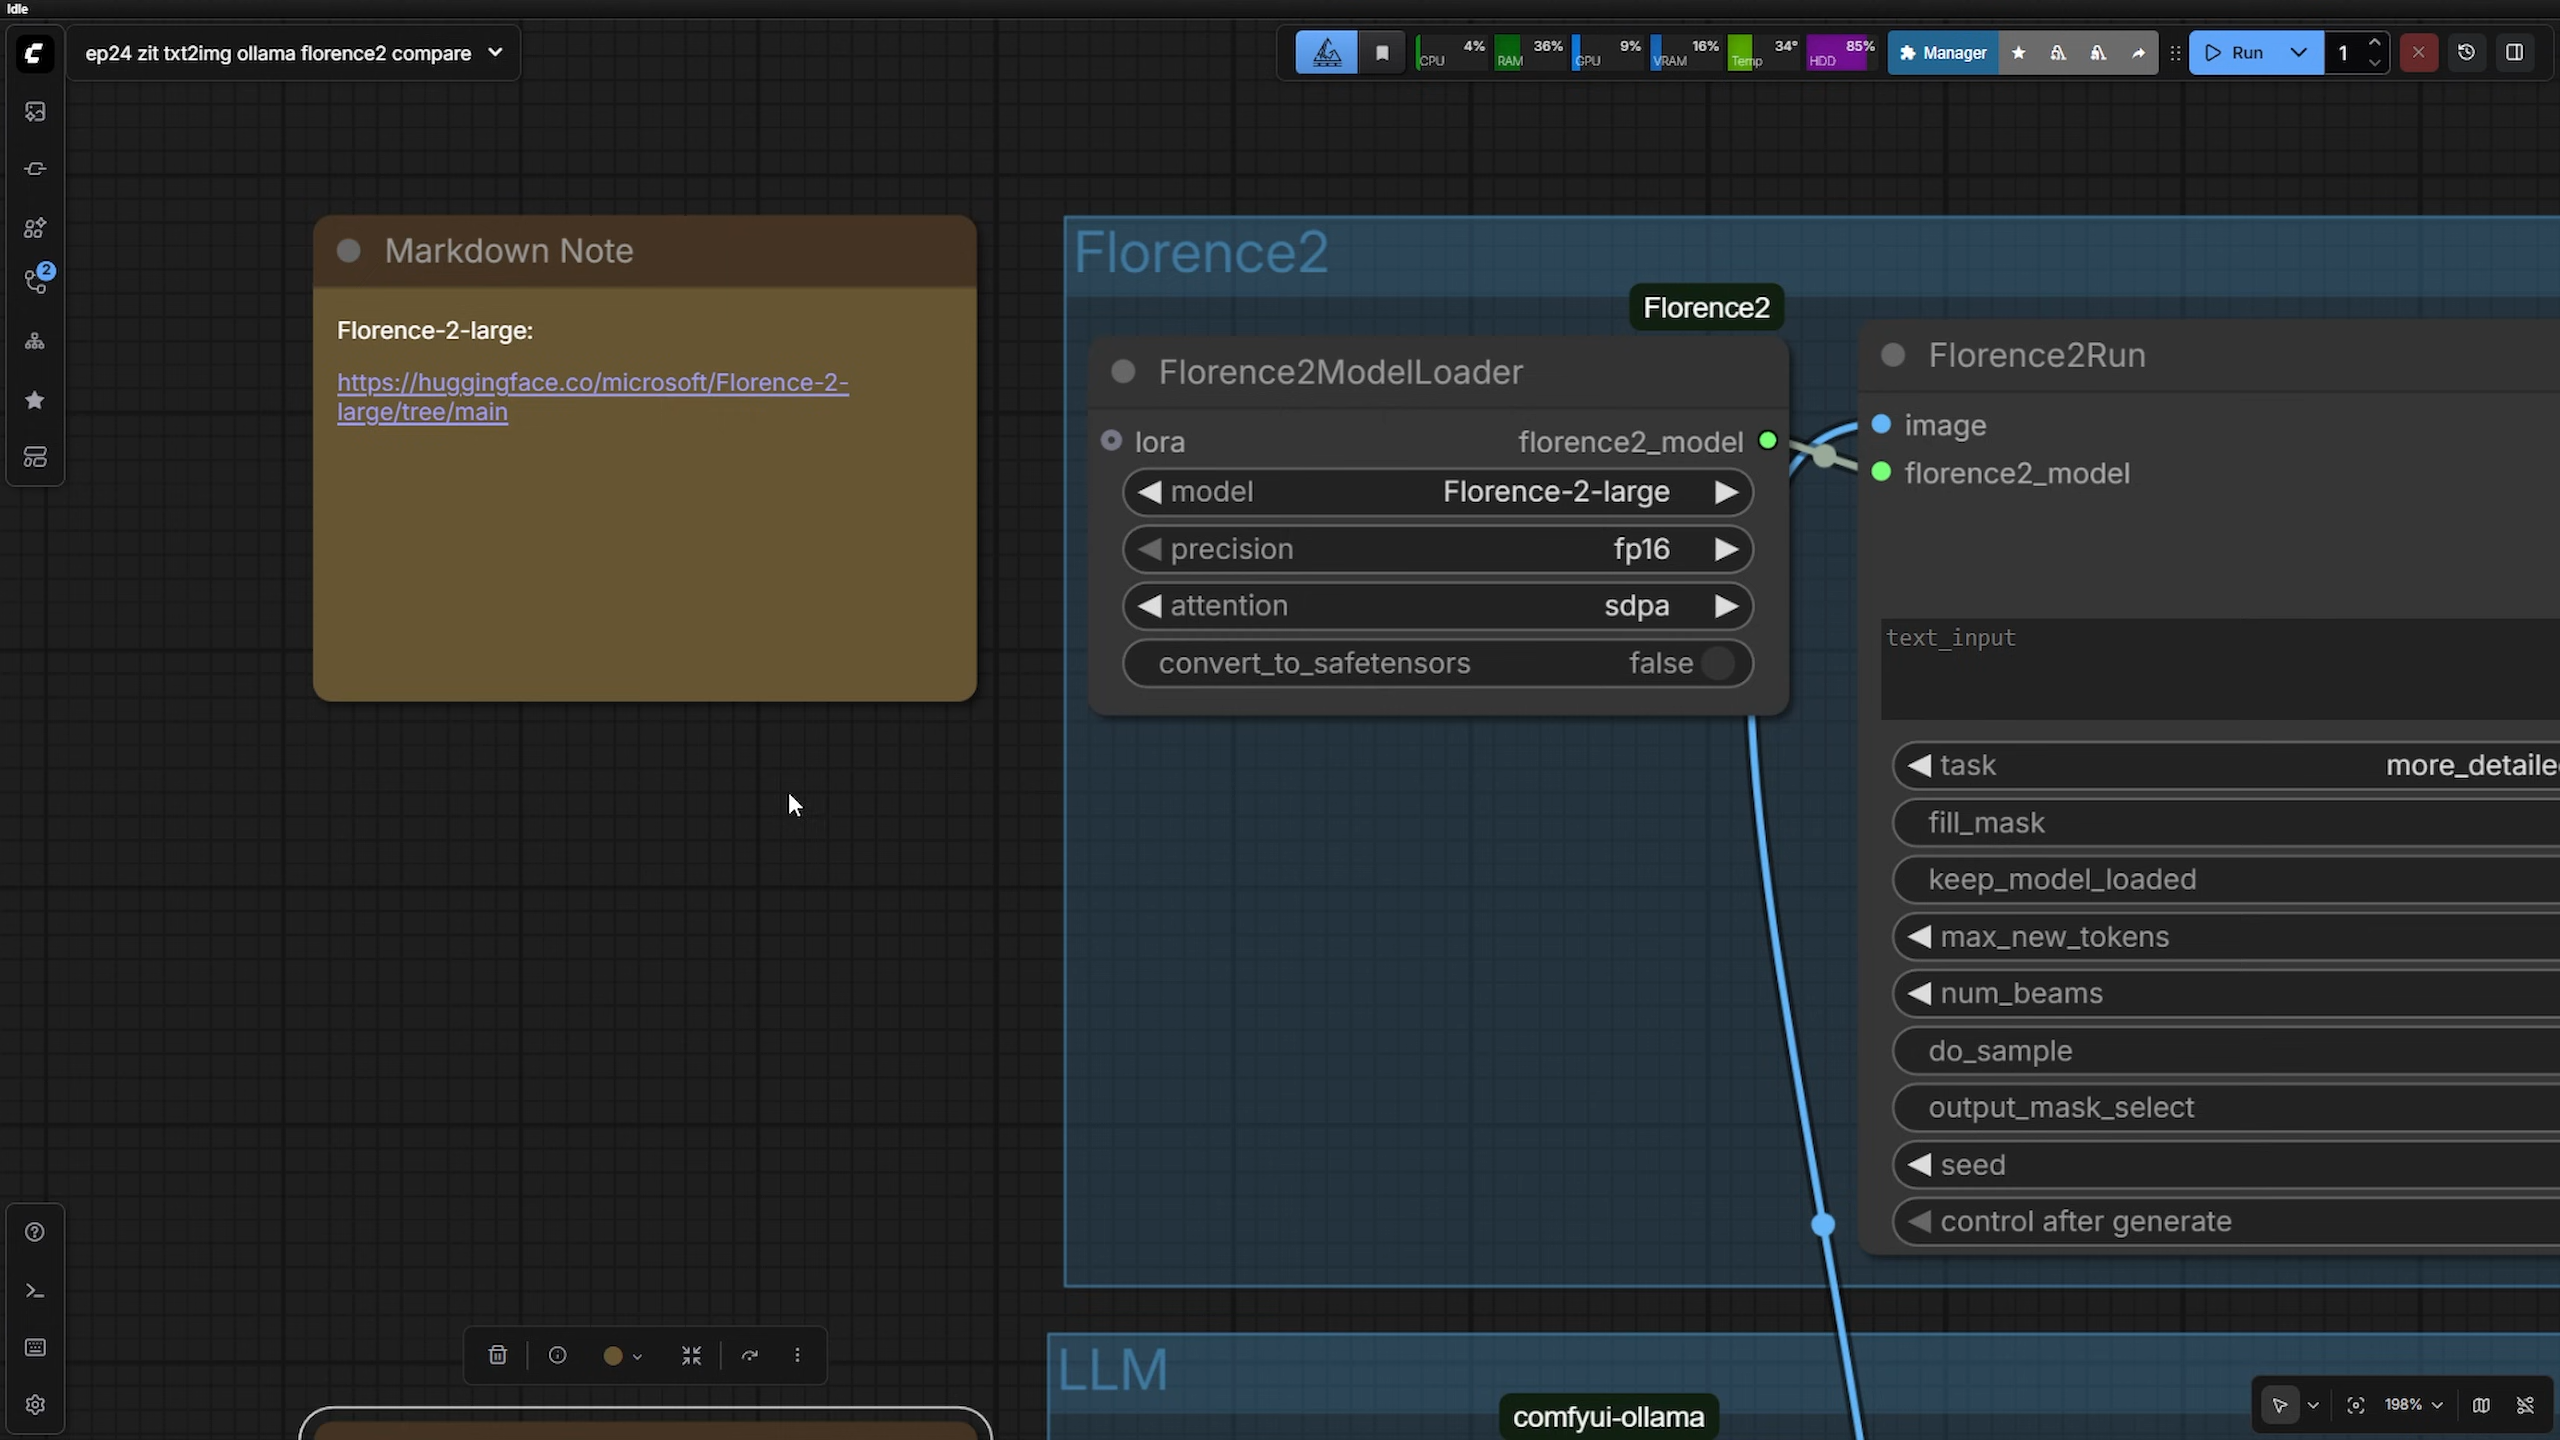 Idle
ep24 zit txt2img ollama florence2 compare
CPU 4%
RAM 36%
GPU 9%
VRAM 16%
Temp 34°
HDD 85%
Manager
Run
1
2
Markdown Note
Florence-2-large:
https://huggingface.co/microsoft/Florence-2-
large/tree/main
Florence2
Florence2
Florence2ModelLoader
lora
florence2_model
model Florence-2-large
precision fp16
attention sdpa
convert_to_safetensors false
Florence2Run
image
florence2_model
text_input
task more_detailed
fill_mask
keep_model_loaded
max_new_tokens
num_beams
do_sample
output_mask_select
seed
control after generate
LLM
comfyui-ollama
198%